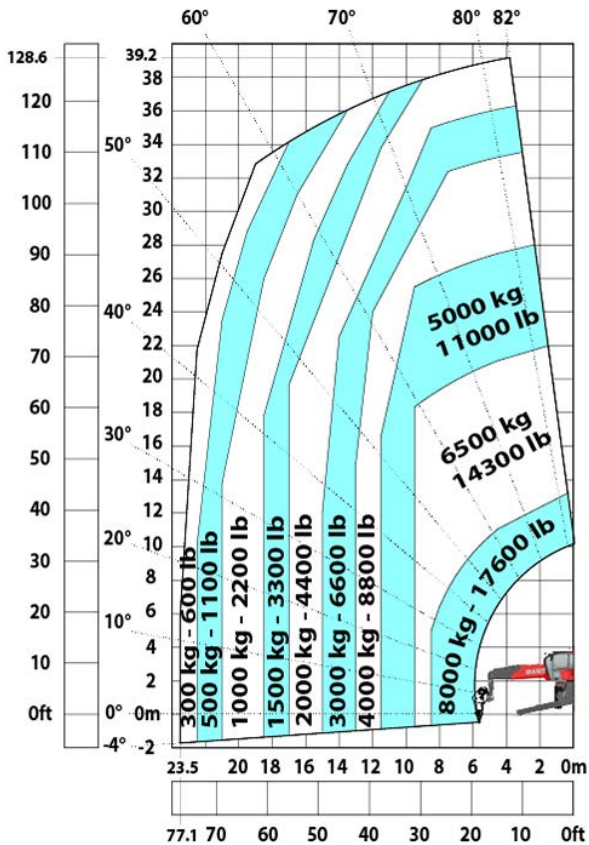 60° 70° 80° 82°
128.6 39.2
38
120 36
110 34
50°
32
100
30
90 28
26
80 40° 24
5000 kg
11000 lb
70 22
20
60 18
6500 kg
14300 lb
50 30° 16
14
40 12
20°
30 10
8
20 10° 6
4
10 2
0ft 0° 0m
-4° -2
300 kg - 600 lb
500 kg - 1100 lb
1000 kg - 2200 lb
1500 kg - 3300 lb
2000 kg -4400 lb
3000 kg - 6600 lb
4000 kg - 8800 lb
8000 kg - 17600 lb
23.5 20 18 16 14 12 10 8 6 4 2 0m
77.1 70 60 50 40 30 20 10 0ft